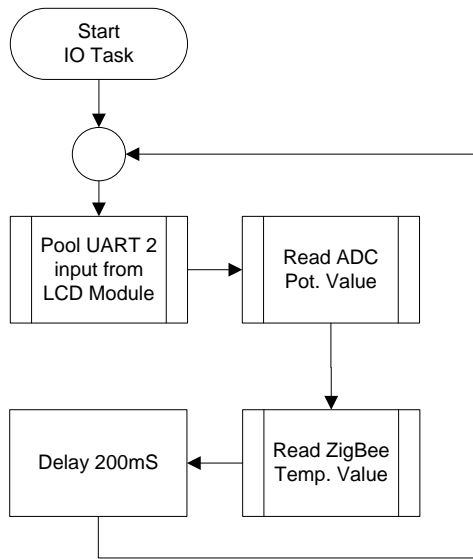 Start
IO Task
Pool UART 2
input from
LCD Module
Read ADC
Pot. Value
Read ZigBee
Temp. Value
Delay 200mS